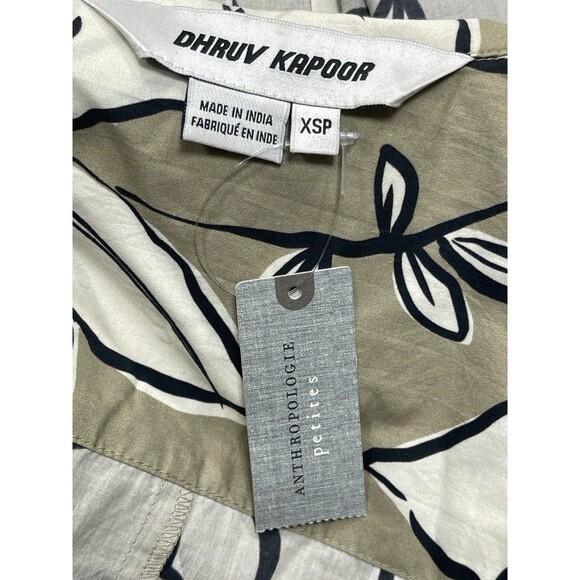 DHRUV KAPOOR
MADE IN INDIA
FABRIQUÉ EN INDE
XSP
ANTHROPOLOGIE
petites